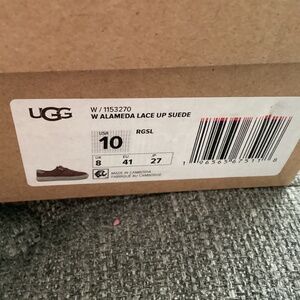 UGG
W / 1153270
W ALAMEDA LACE UP SUEDE
USA
10
RGSL
UK
8
EU
41
JP
27
MADE IN CAMBODIA
FABRIQUÉ AU CAMBODGE